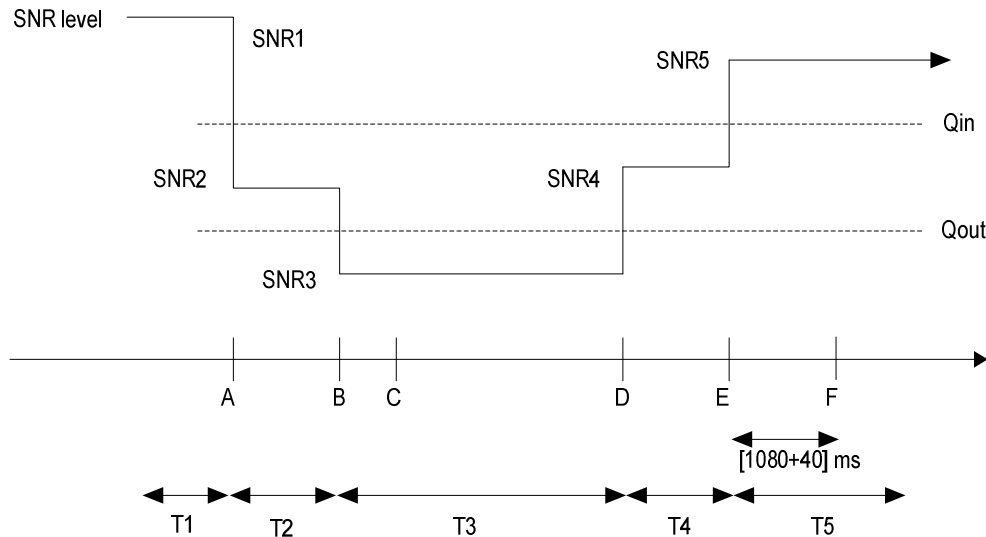 SNR level
SNR1
SNR5
Qin
SNR2
SNR4
Qout
SNR3
A B C D E F
[1080+40] ms
T1 T2 T3 T4 T5